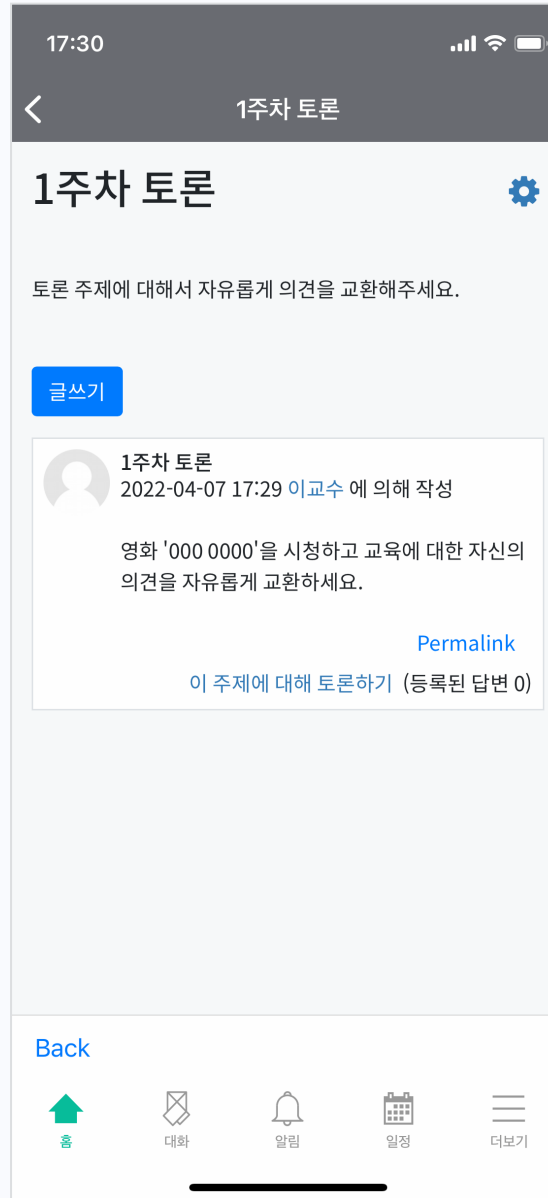 17:30
1주차 토론
1주차 토론
토론 주제에 대해서 자유롭게 의견을 교환해주세요.
글쓰기
1주차 토론
2022-04-07 17:29 이교수 에 의해 작성
영화 '000 0000'을 시청하고 교육에 대한 자신의
의견을 자유롭게 교환하세요.
Permalink
이 주제에 대해 토론하기 (등록된 답변 0)
Back
홈 대화 알림 일정 더보기